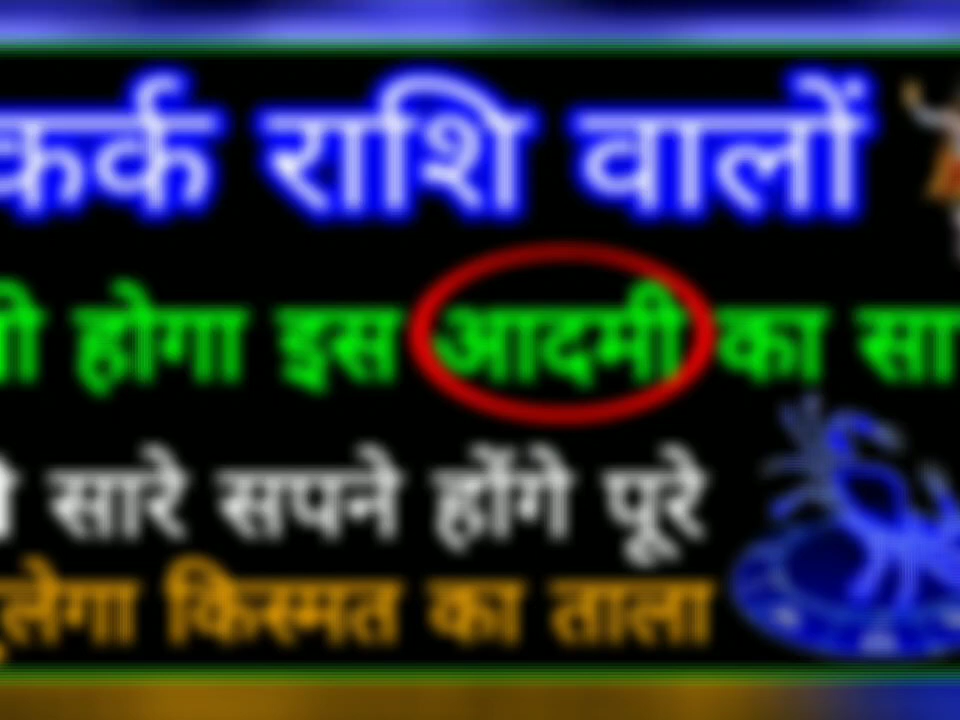 कर्क राशि वालों
होगा इस आदमी का
सारे सपने होंगे पूरे
किस्मत का ताला